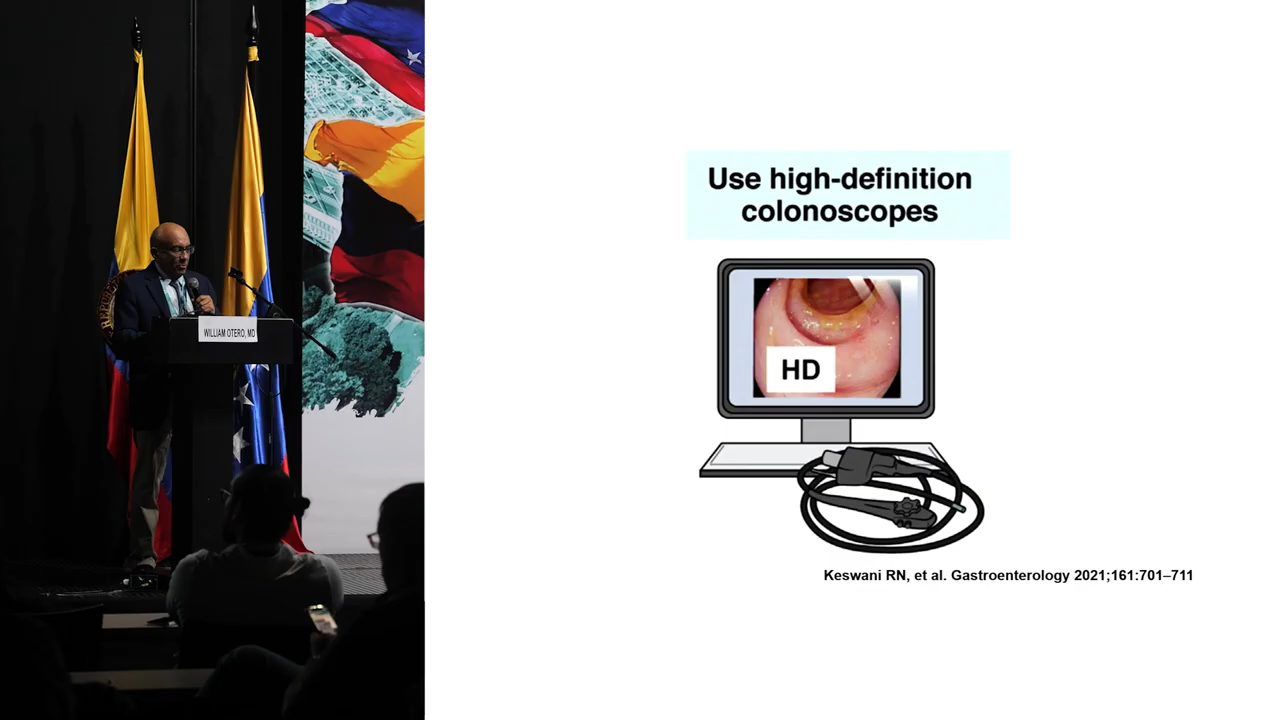 Use high-definition
colonoscopes
HD
Keswani RN, et al. Gastroenterology 2021;161:701–711
WILLIAM OTERO, MD